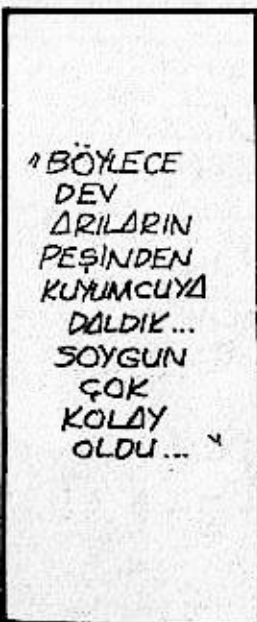 "BÖYLECE
DEV
ARILARIN
PEŞİNDEN
KUYUMCUYA
DALDIK...
SOYGUN
ÇOK
KOLAY
OLDU..."